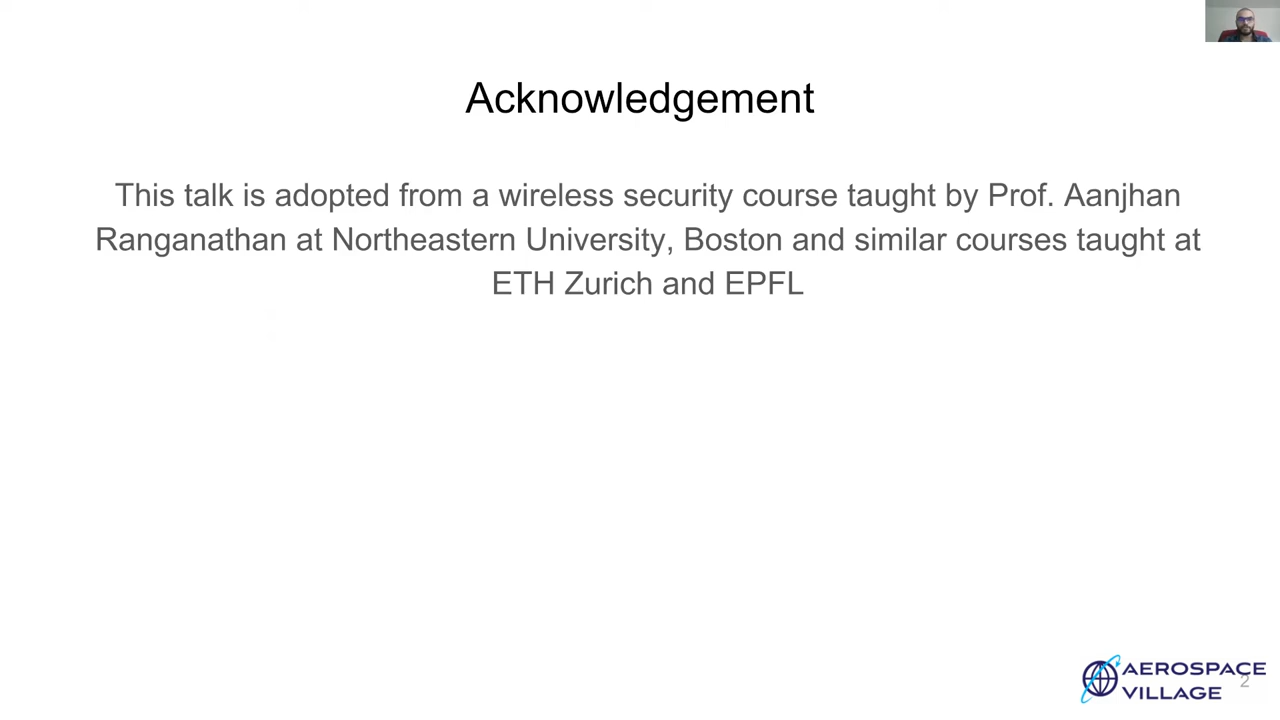 Acknowledgement
This talk is adopted from a wireless security course taught by Prof. Aanjhan
Ranganathan at Northeastern University, Boston and similar courses taught at
ETH Zurich and EPFL
AEROSPACE
VILLAGE
2